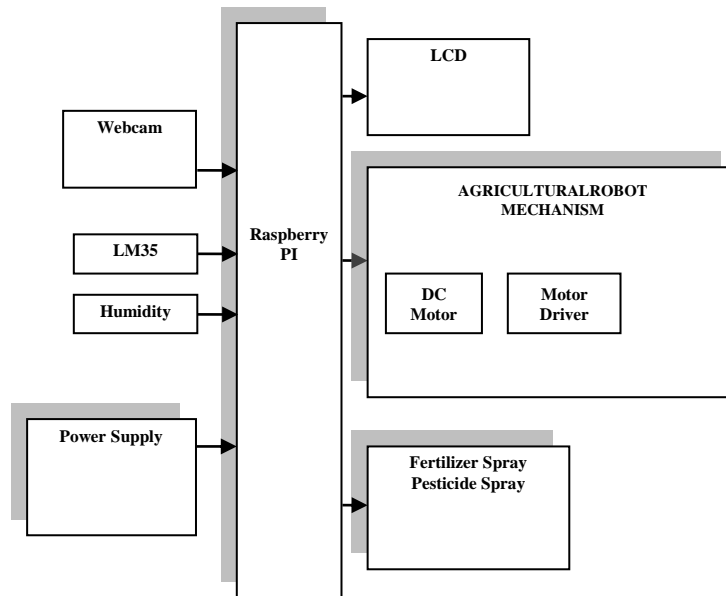 LCD
Webcam
AGRICULTURALROBOT
MECHANISM
Raspberry
PI
LM35
Humidity
DC
Motor
Motor
Driver
Power Supply
Fertilizer Spray
Pesticide Spray